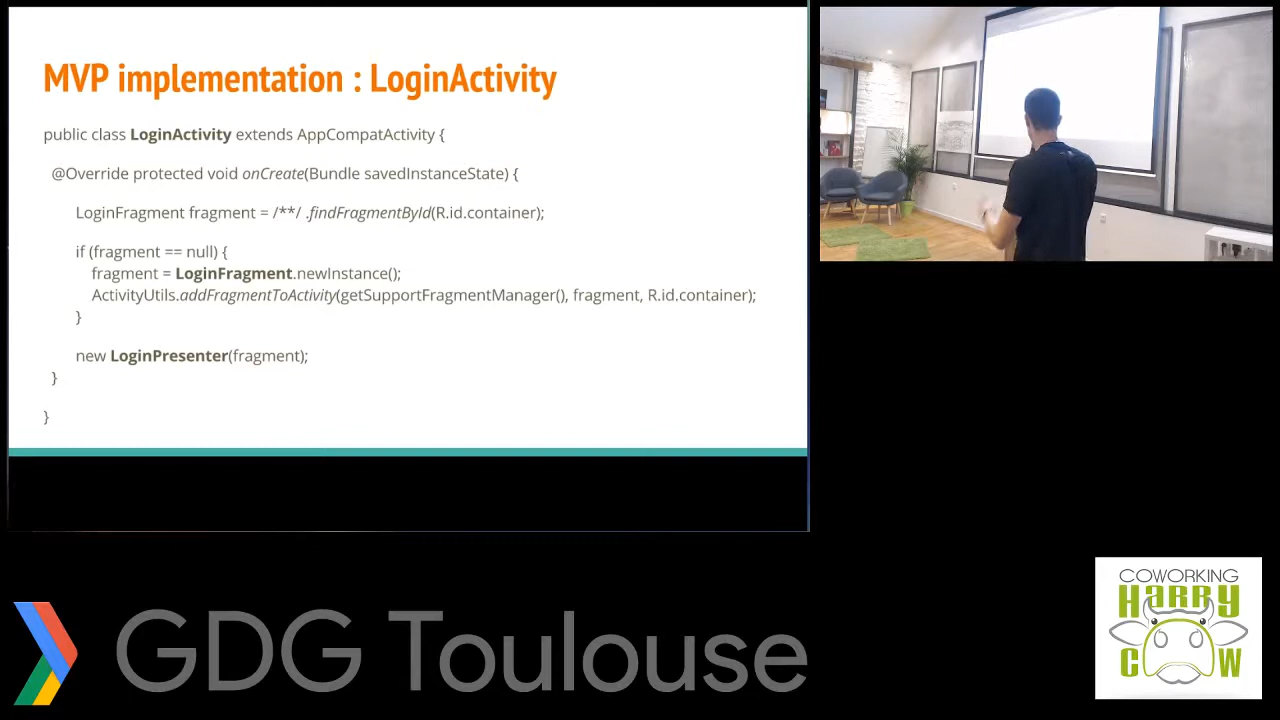 MVP implementation : LoginActivity
public class LoginActivity extends AppCompatActivity {
@Override protected void onCreate(Bundle savedInstanceState) {
LoginFragment fragment = /**/ .findFragmentById(R.id.container);
if (fragment == null) {
fragment = LoginFragment.newInstance();
ActivityUtils.addFragmentToActivity(getSupportFragmentManager(), fragment, R.id.container);
}
new LoginPresenter(fragment);
}
}
GDG Toulouse
COWORKING
HaRRy
COW